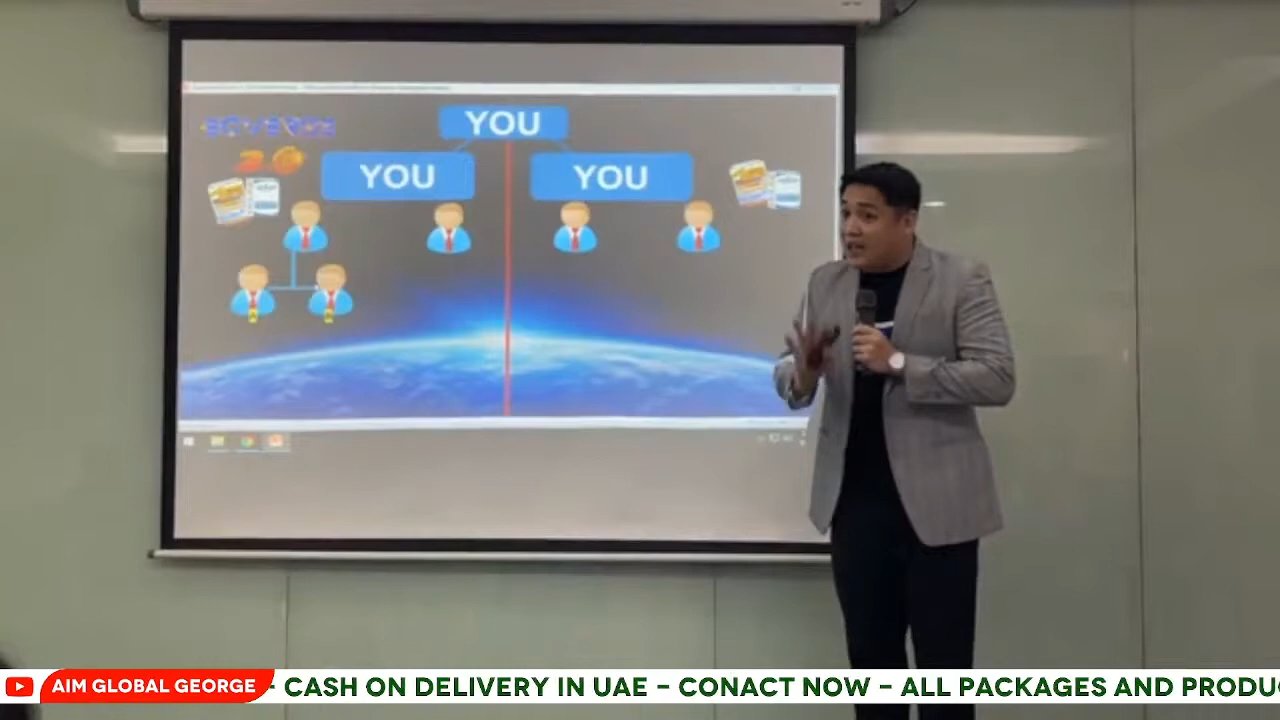 YOU
YOU
YOU
AIM GLOBAL GEORGE
- CASH ON DELIVERY IN UAE - CONACT NOW - ALL PACKAGES AND PRODU